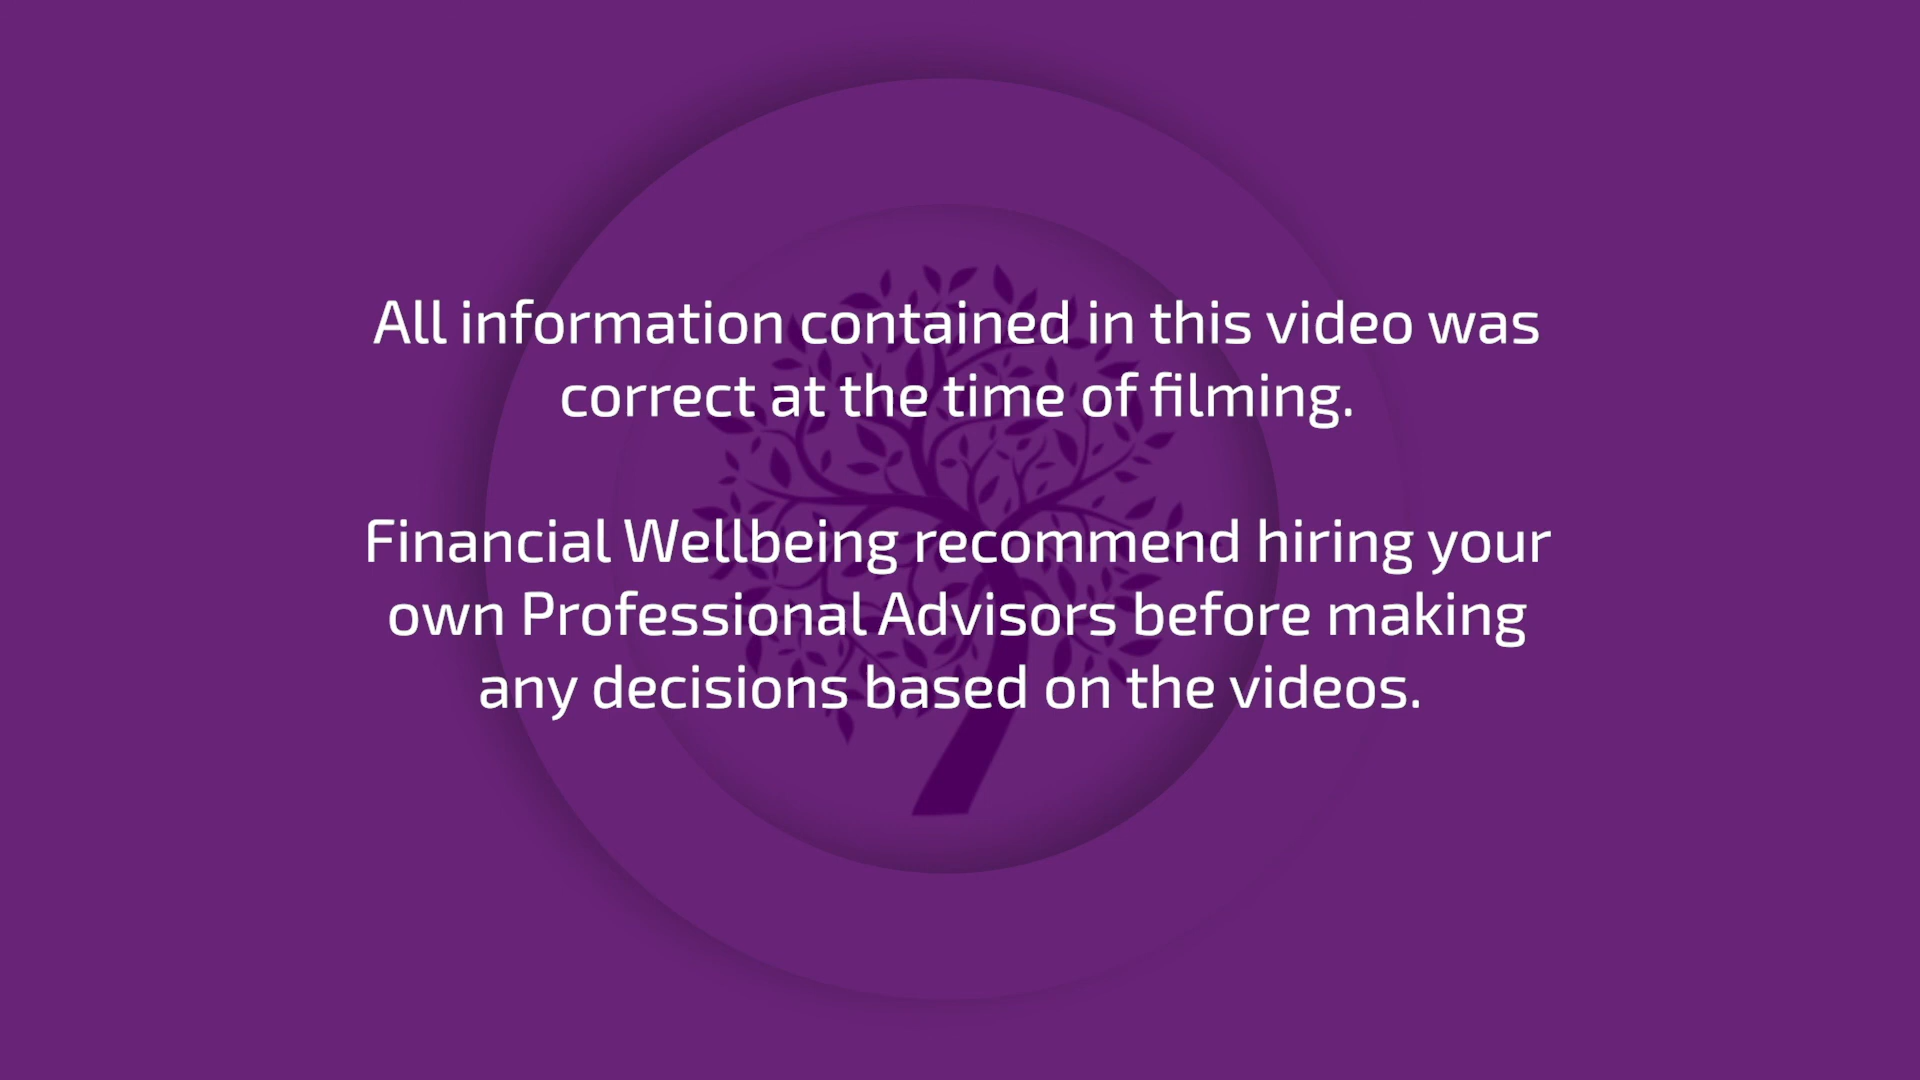 All information contained in this video was
correct at the time of filming.
Financial Wellbeing recommend hiring your
own Professional Advisors before making
any decisions based on the videos.